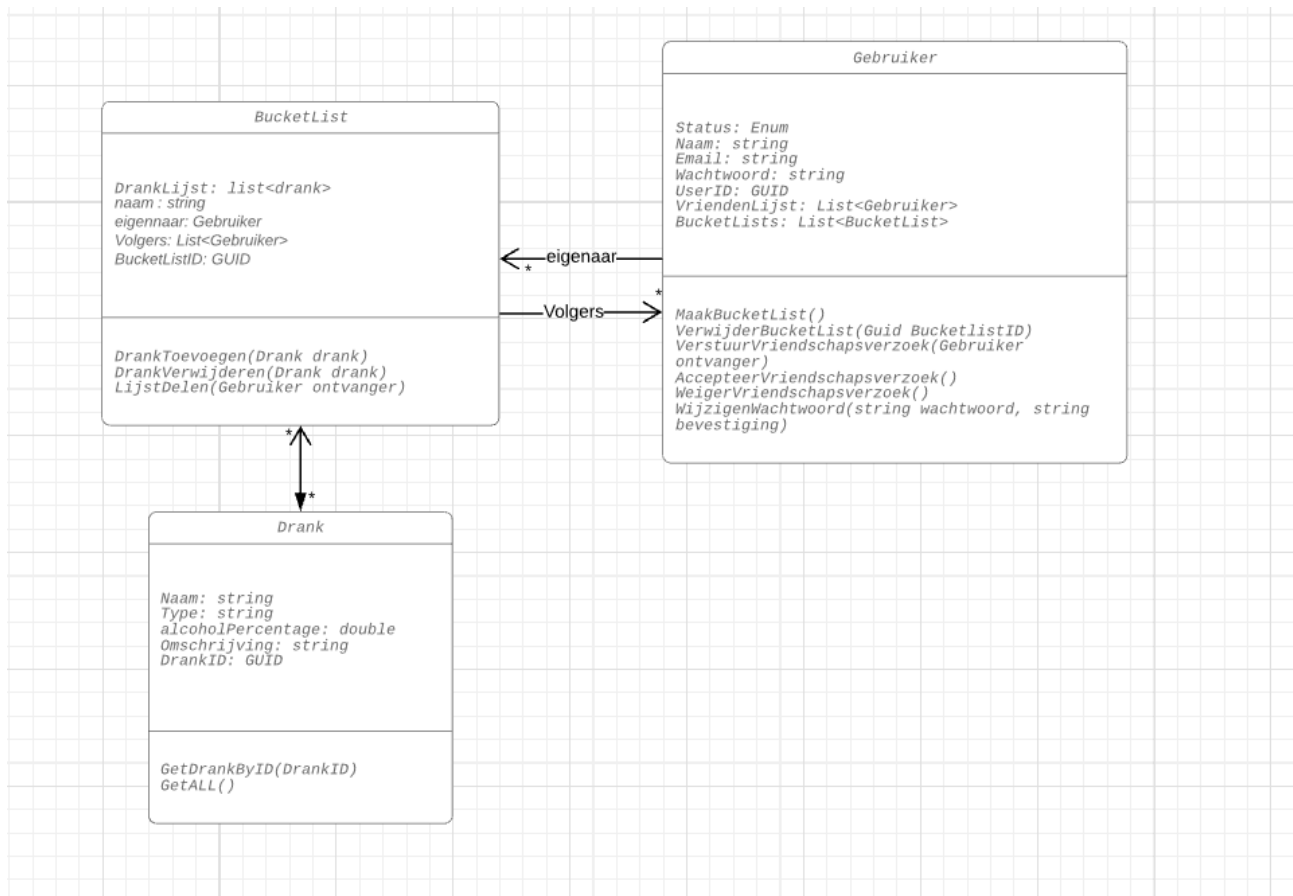 Gebruiker
Status: Enum
Naam: string
Email: string
Wachtwoord: string
UserID: GUID
VriendenLijst: List<Gebruiker>
BucketLists: List<BucketList>
MaakBucketList()
VerwijderBucketList(Guid BucketlistID)
VerstuurVriendschapsverzoek(Gebruiker
ontvanger)
AccepteerVriendschapsverzoek()
WeigerVriendschapsverzoek()
WijzigenWachtwoord(string wachtwoord, string
bevestiging)
BucketList
DrankLijst: list<drank>
naam : string
eigennaar: Gebruiker
Volgers: List<Gebruiker>
BucketListID: GUID
DrankToevoegen(Drank drank)
DrankVerwijderen(Drank drank)
LijstDelen(Gebruiker ontvanger)
eigenaar
*
*
Volgers
*
*
Drank
Naam: string
Type: string
alcoholPercentage: double
Omschrijving: string
DrankID: GUID
GetDrankByID(DrankID)
GetALL()